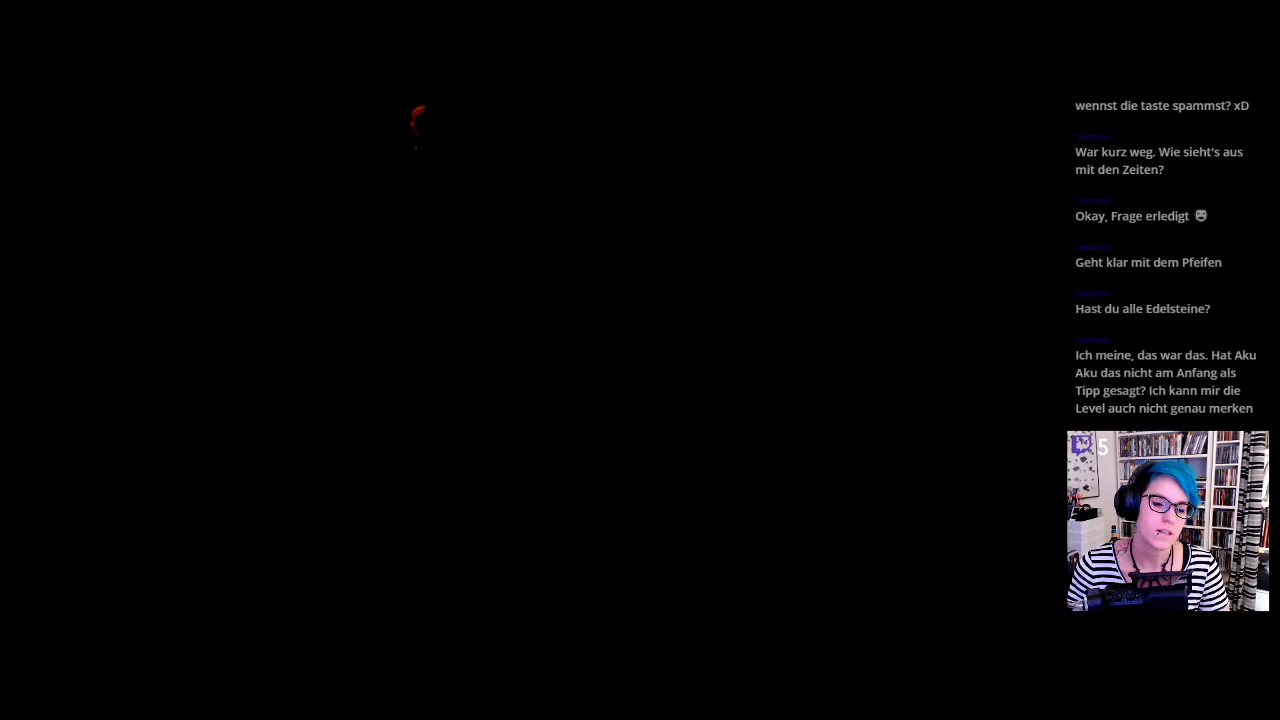 wennst die taste spammst? xD
War kurz weg. Wie sieht's aus
mit den Zeiten?
Okay, Frage erledigt
Geht klar mit dem Pfeifen
Hast du alle Edelsteine?
Ich meine, das war das. Hat Aku
Aku das nicht am Anfang als
Tipp gesagt? Ich kann mir die
Level auch nicht genau merken
5